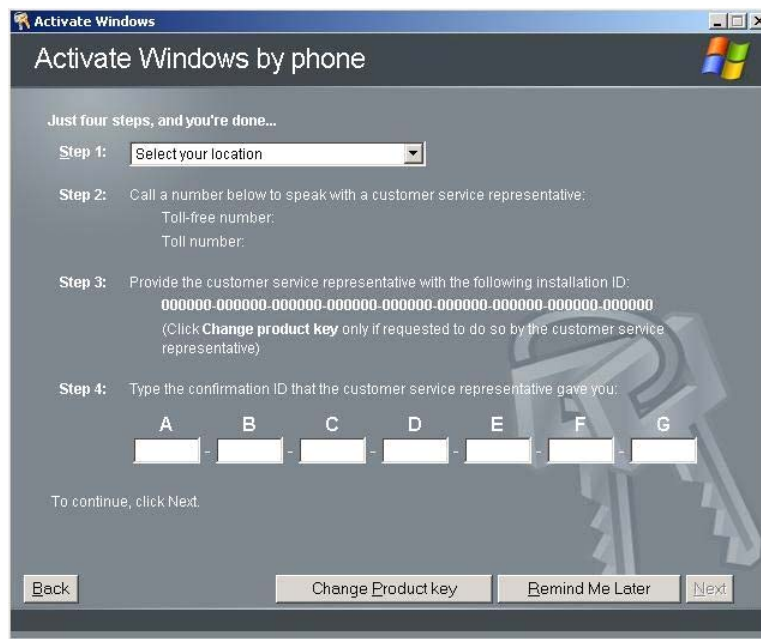 Activate Windows
Activate Windows by phone
Just four steps, and you're done...
Step 1: Select your location
Step 2: Call a number below to speak with a customer service representative:
Toll-free number:
Toll number:
Step 3: Provide the customer service representative with the following installation ID:
000000-000000-000000-000000-000000-000000-000000-000000-000000
(Click Change product key only if requested to do so by the customer service
representative)
Step 4: Type the confirmation ID that the customer service representative gave you:
A B C D E F G
- - - - - -
To continue, click Next.
Back Change Product key Remind Me Later Next